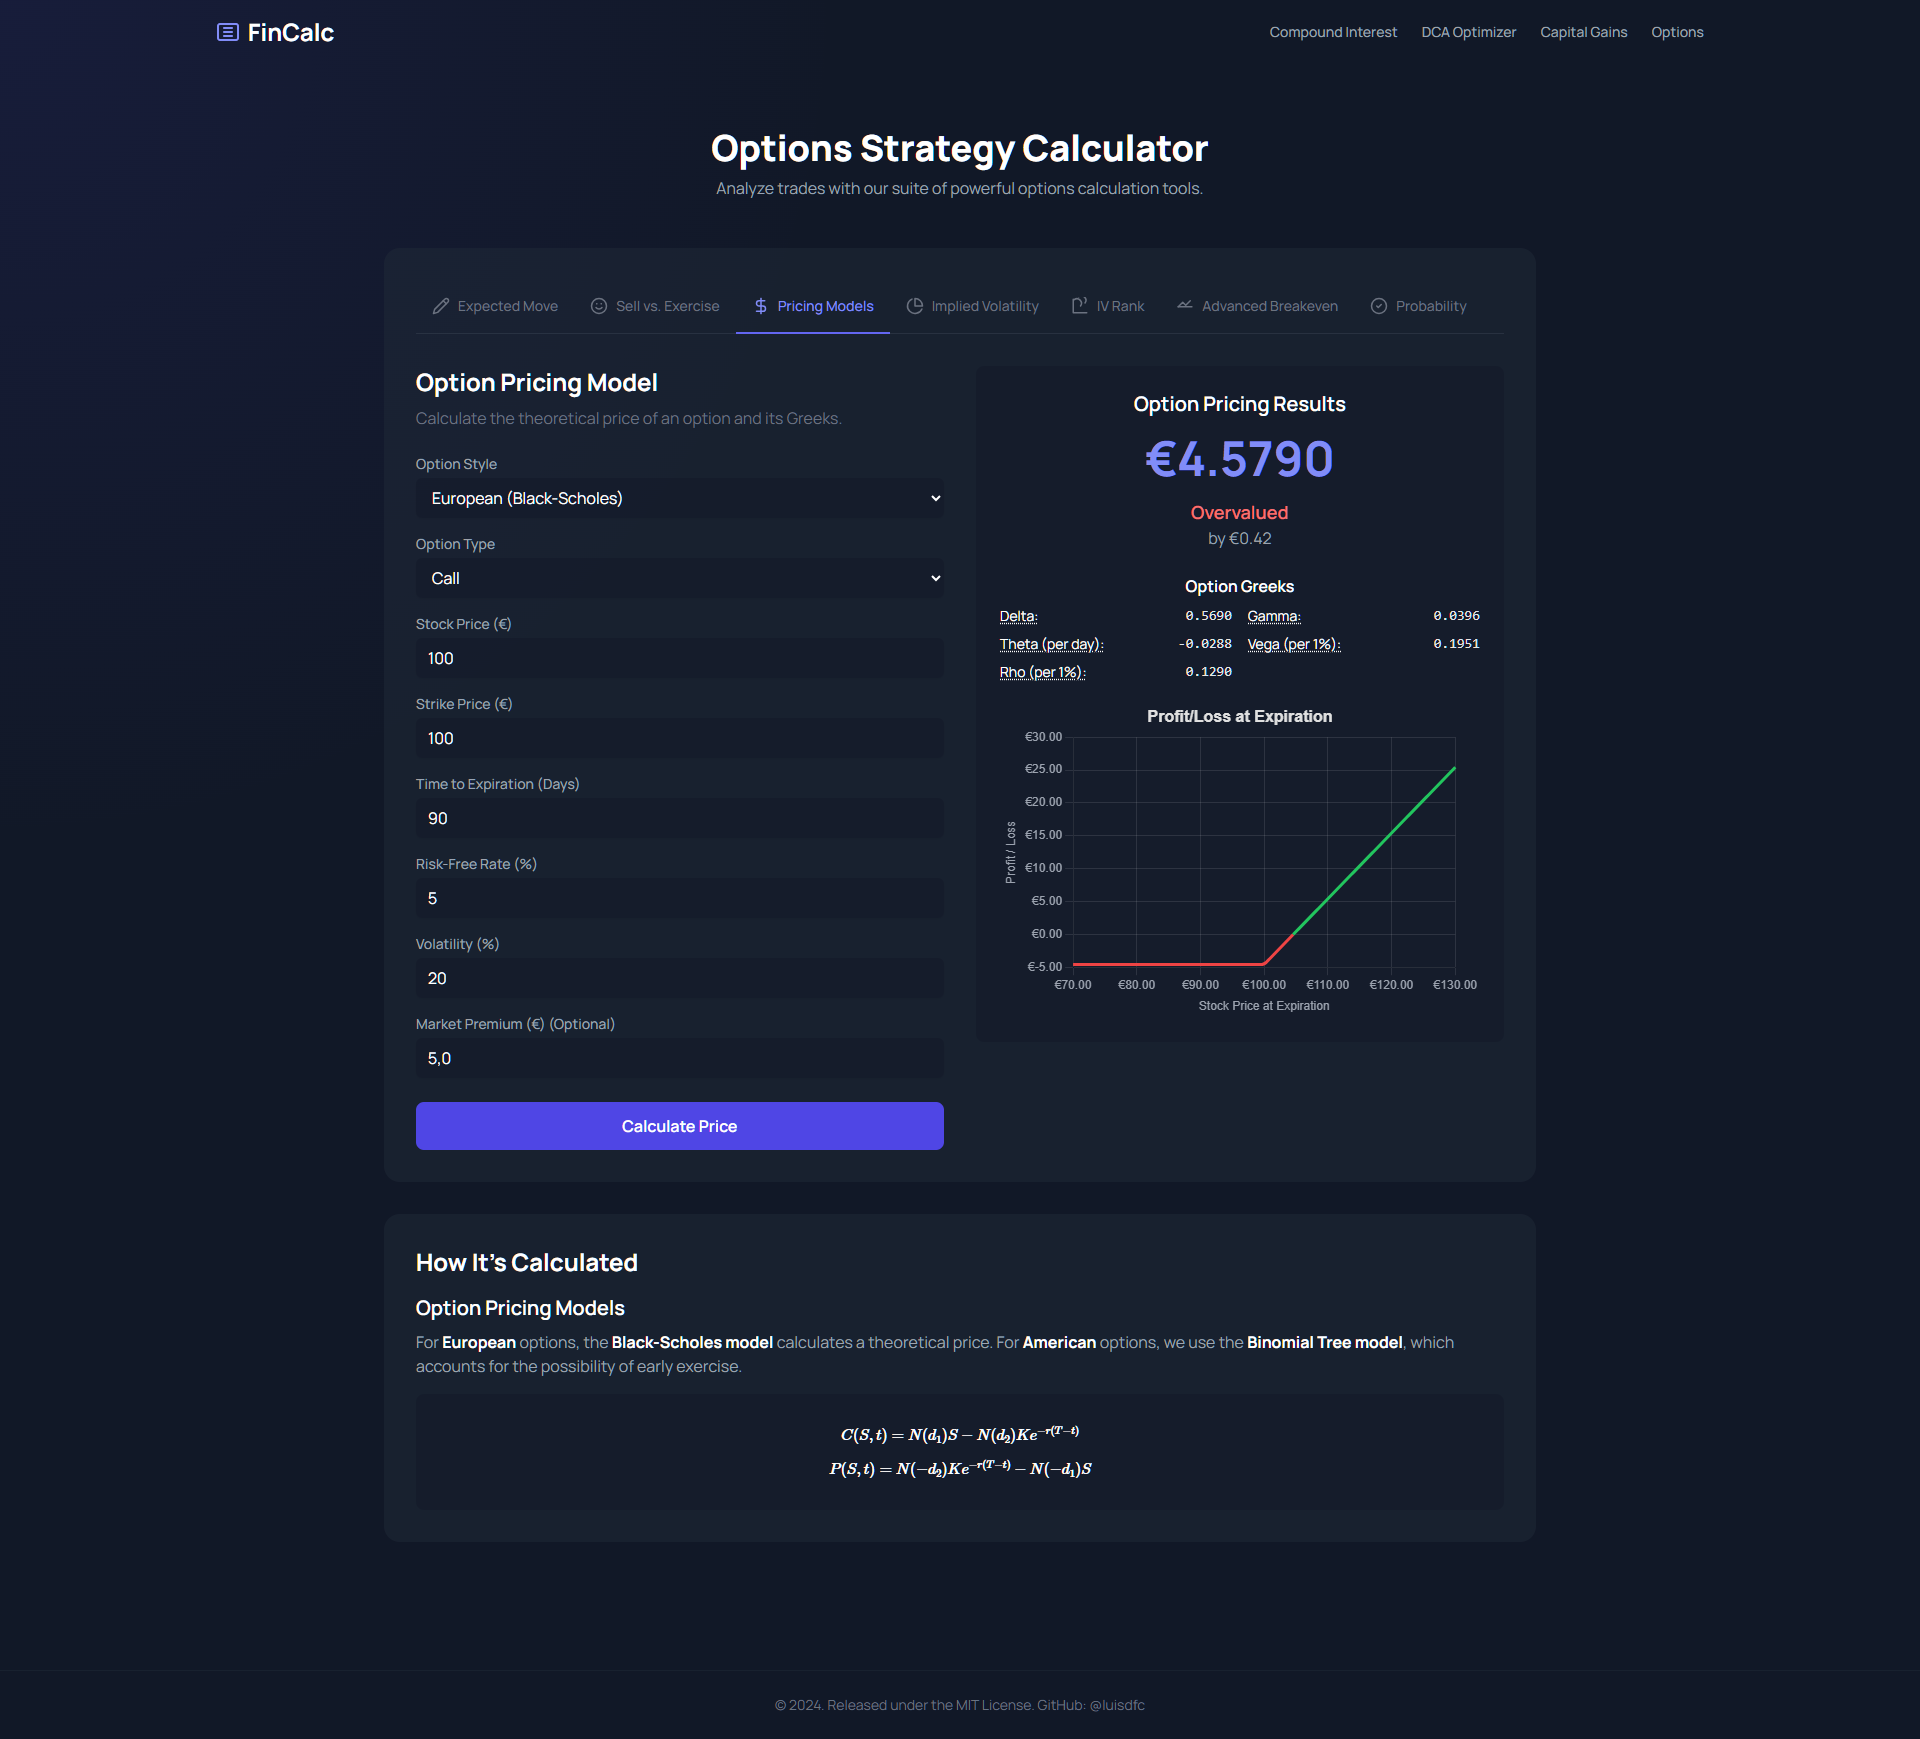 FinCalc
Compound Interest
DCA Optimizer
Capital Gains
Options
Options Strategy Calculator
Analyze trades with our suite of powerful options calculation tools.
Expected Move
Sell vs. Exercise
Pricing Models
Implied Volatility
IV Rank
Advanced Breakeven
Probability
Option Pricing Model
Calculate the theoretical price of an option and its Greeks.
Option Style
European (Black-Scholes)
Option Type
Call
Stock Price (€)
100
Strike Price (€)
100
Time to Expiration (Days)
90
Risk-Free Rate (%)
5
Volatility (%)
20
Market Premium (€) (Optional)
5,0
Calculate Price
Option Pricing Results
€4.5790
Overvalued
by €0.42
Option Greeks
Delta: 0.5690 Gamma: 0.0396
Theta (per day): -0.0288 Vega (per 1%): 0.1951
Rho (per 1%): 0.1290
Profit/Loss at Expiration
€30.00
€25.00
€20.00
€15.00
€10.00
€5.00
€0.00
€-5.00
Profit / Loss
€70.00 €80.00 €90.00 €100.00 €110.00 €120.00 €130.00
Stock Price at Expiration
How It's Calculated
Option Pricing Models
For European options, the Black-Scholes model calculates a theoretical price. For American options, we use the Binomial Tree model, which
accounts for the possibility of early exercise.
C(S, t) = N(d₁)S − N(d₂)Ke^{−r(T−t)}
P(S, t) = N(−d₂)Ke^{−r(T−t)} − N(−d₁)S
© 2024. Released under the MIT License. GitHub: @luisdfc